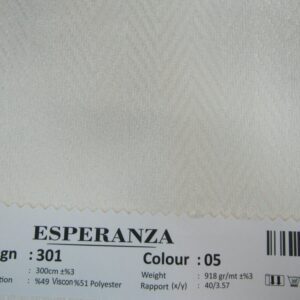 ESPERANZA
gn : 301 Colour : 05
: 300cm ±%3 Weight : 918 gr/mt ±%3
tion : %49 Viscon %51 Polyester Rapport (x/y) : 40/3.57